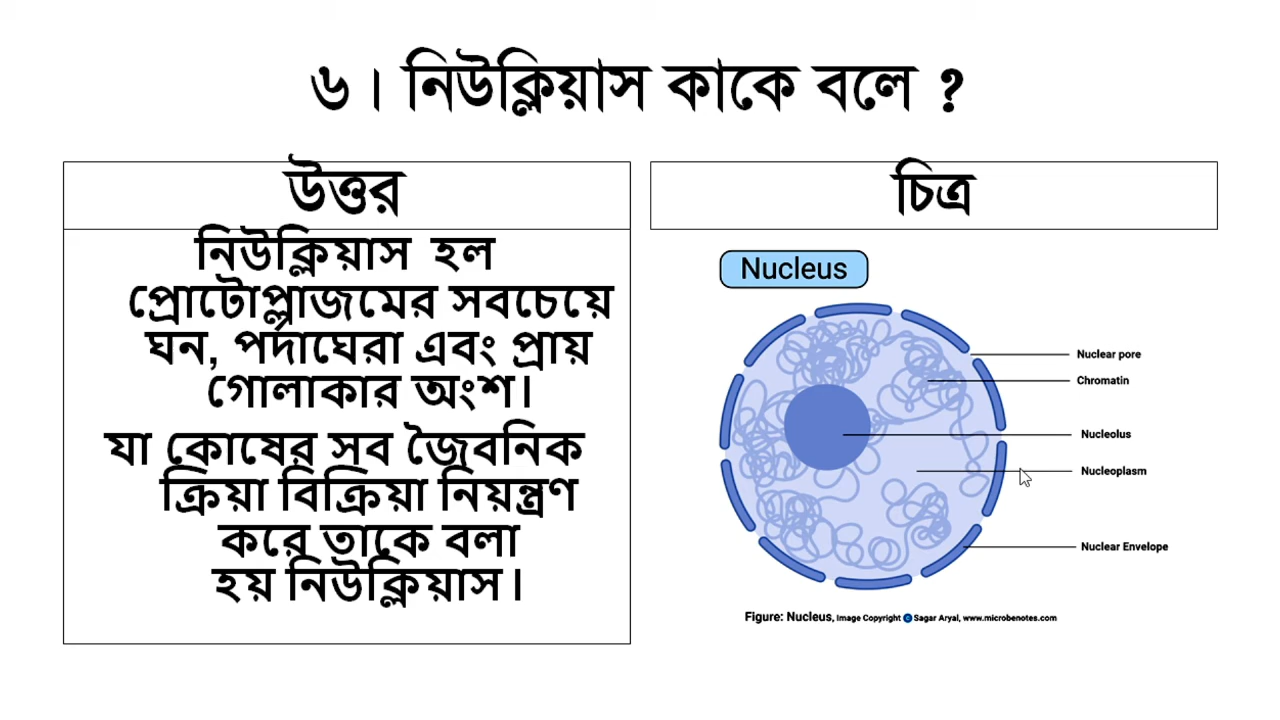 ৬। নিউক্লিয়াস কাকে বলে ?
উত্তর
নিউক্লিয়াস হল
প্রোটোপ্লাজমের সবচেয়ে
ঘন, পর্দাঘেরা এবং প্রায়
গোলাকার অংশ।
যা কোষের সব জৈবনিক
ক্রিয়া বিক্রিয়া নিয়ন্ত্রণ
করে তাকে বলা
হয় নিউক্লিয়াস।
চিত্র
Nucleus
Nuclear pore
Chromatin
Nucleolus
Nucleoplasm
Nuclear Envelope
Figure: Nucleus, Image Copyright © Sagar Aryal, www.microbenotes.com